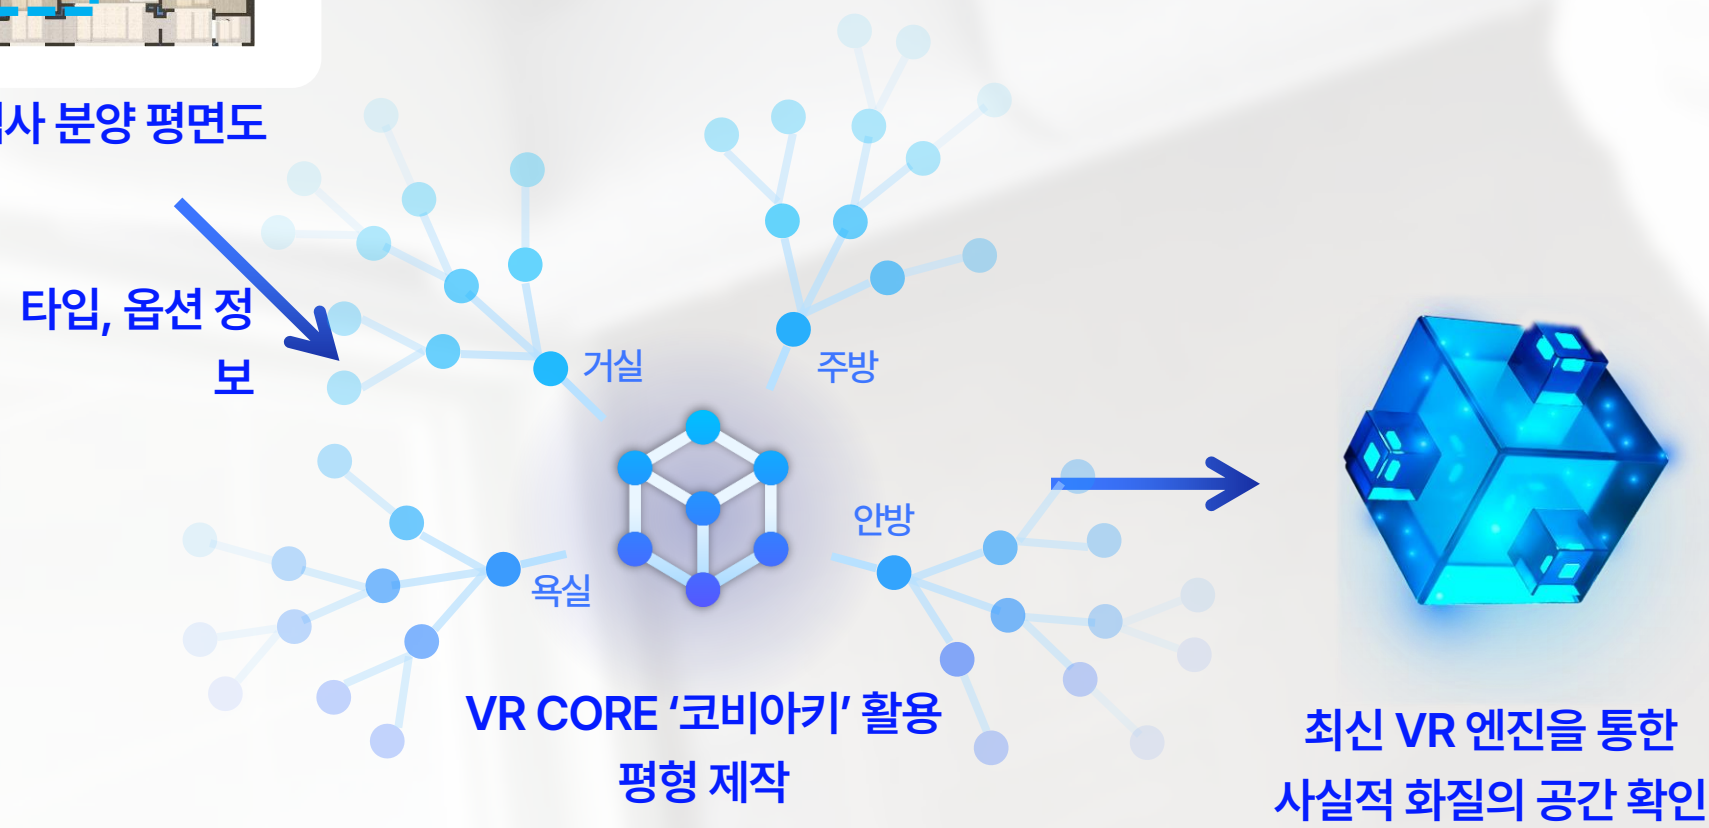 분양 평면도
타입, 옵션 정
보
거실
주방
안방
욕실
VR CORE ‘코비아키’ 활용
평형 제작
최신 VR 엔진을 통한
사실적 화질의 공간 확인